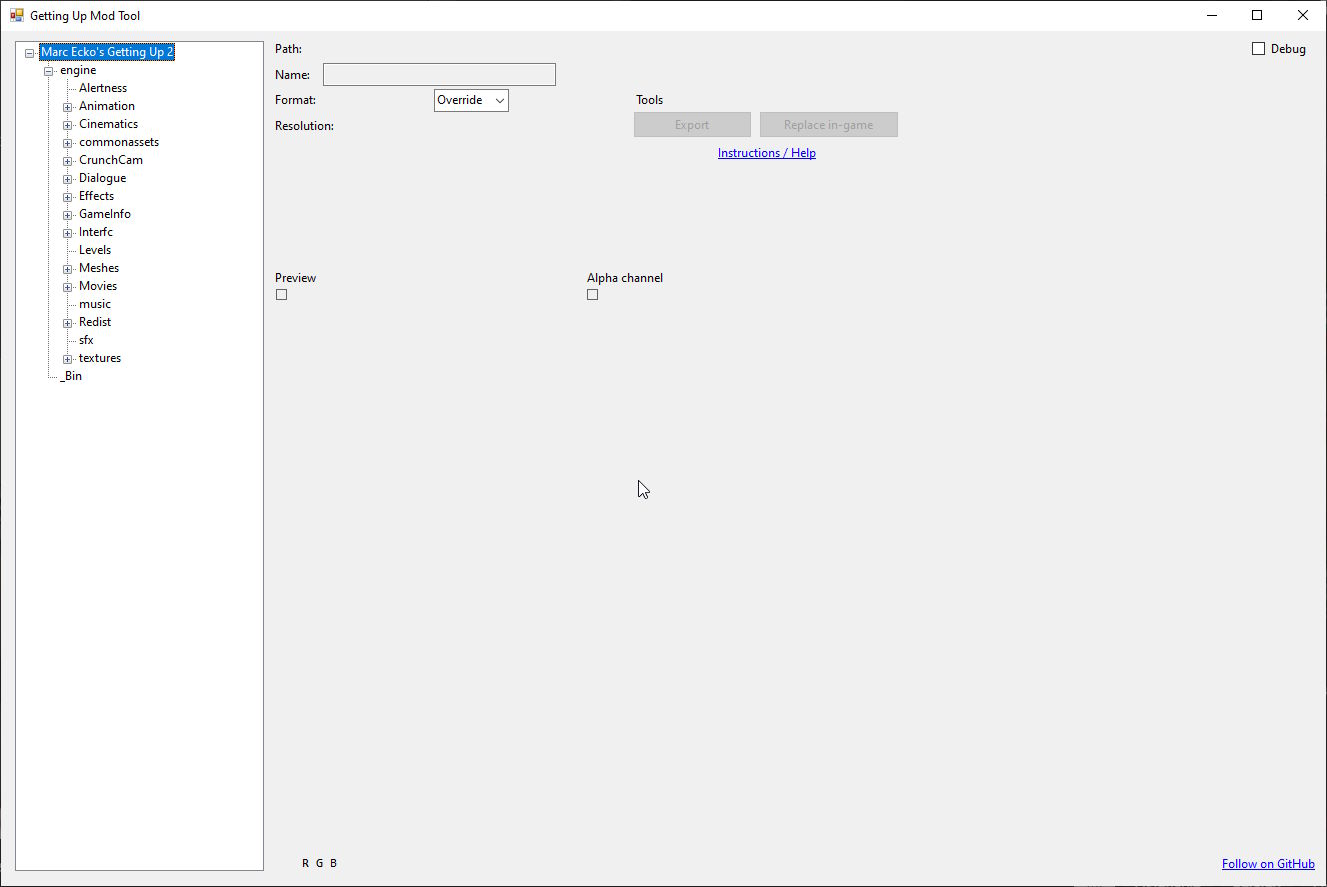 Getting Up Mod Tool
Marc Ecko's Getting Up 2
engine
Alertness
Animation
Cinematics
commonassets
CrunchCam
Dialogue
Effects
GameInfo
Interfc
Levels
Meshes
Movies
music
Redist
sfx
textures
_Bin
Path:
Debug
Name:
Format: Override
Tools
Resolution:
Export Replace in-game
Instructions / Help
Preview Alpha channel
R G B
Follow on GitHub